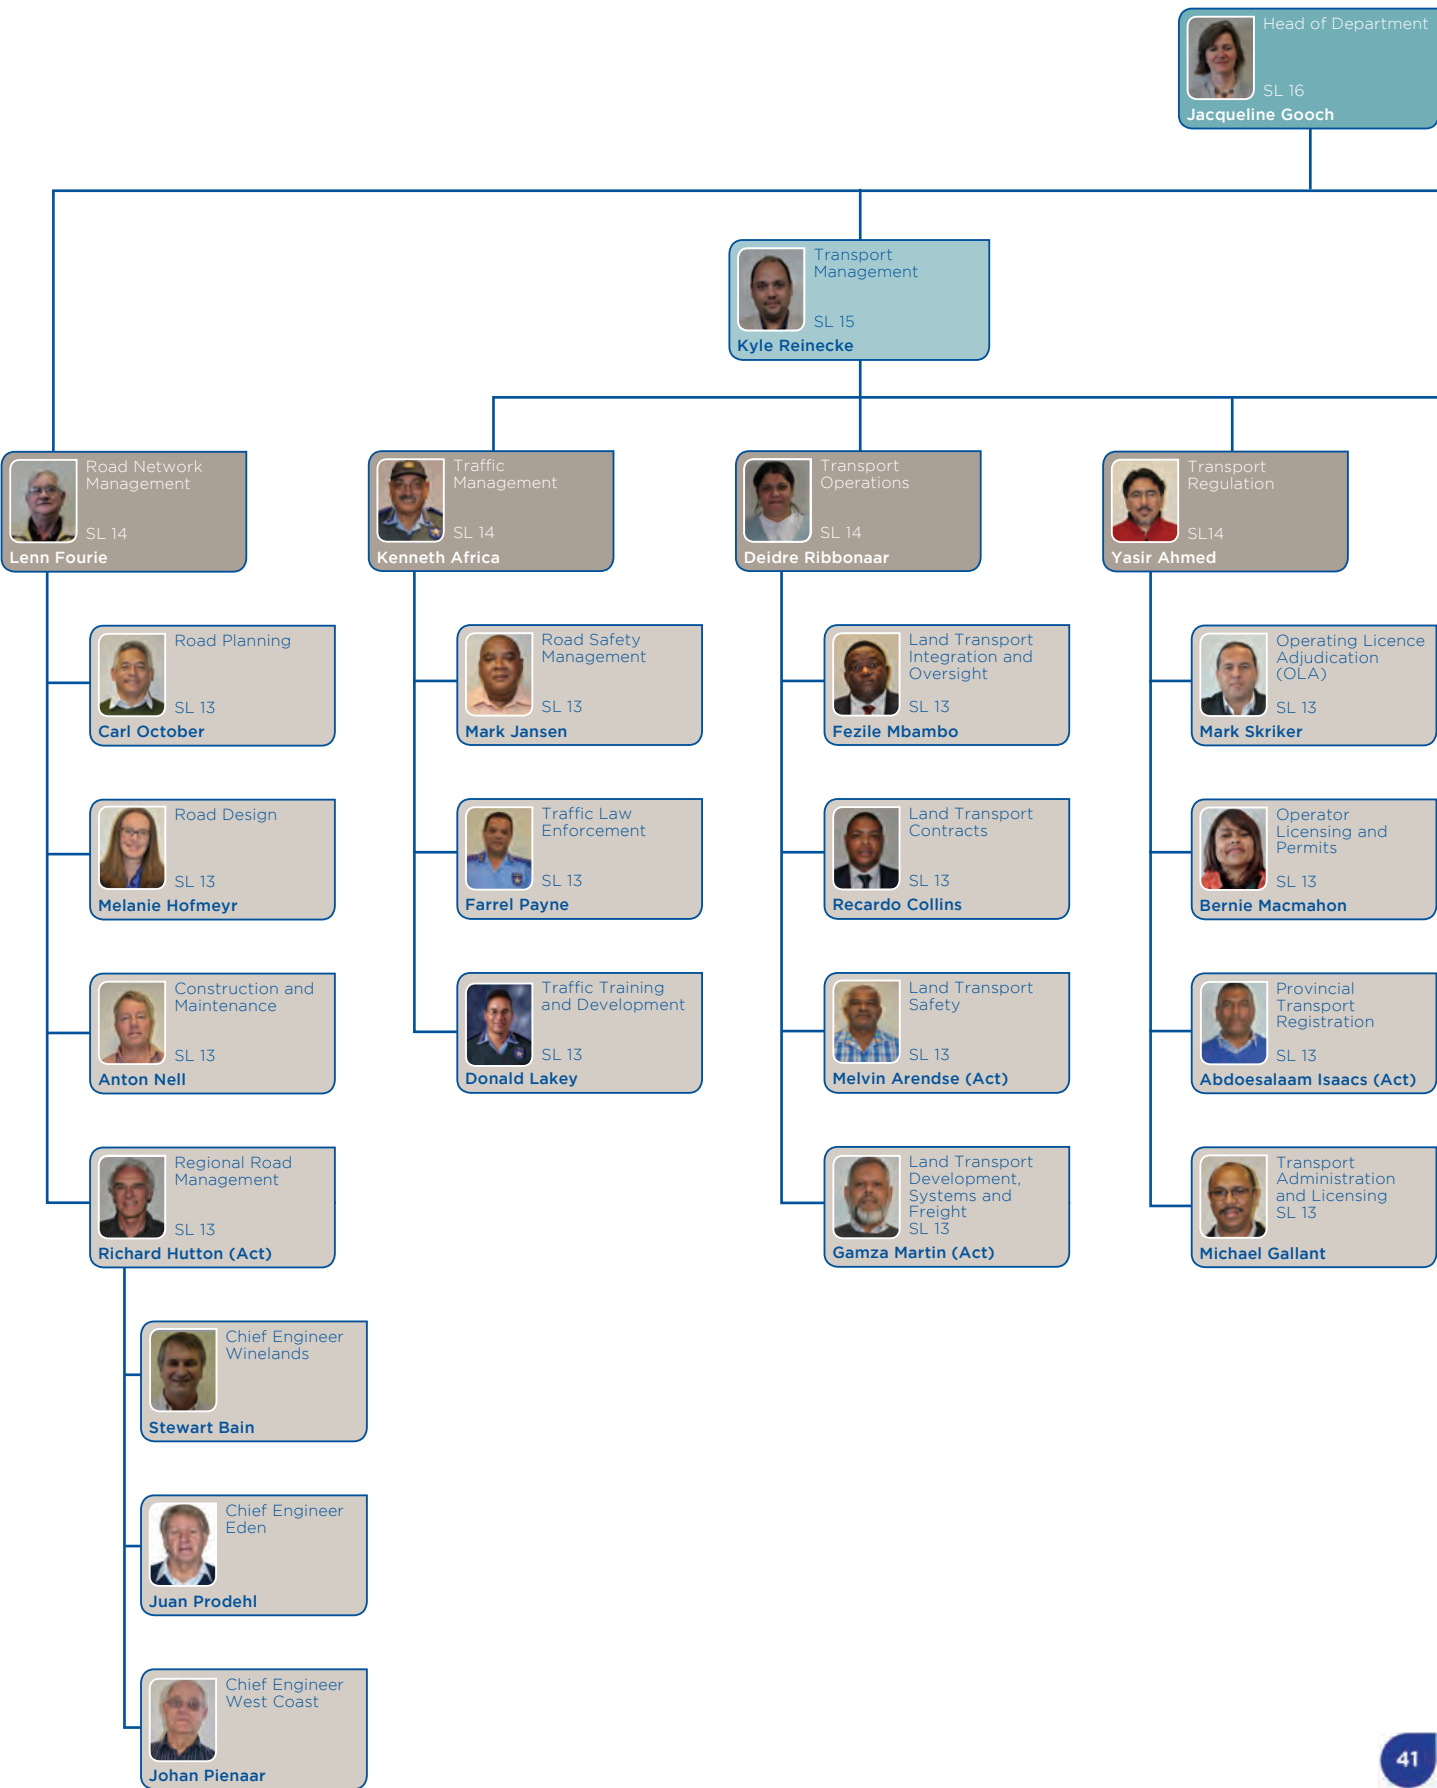 Head of Department
SL 16
Jacqueline Gooch
Transport
Management
SL 15
Kyle Reinecke
Road Network
Management
SL 14
Lenn Fourie
Traffic
Management
SL 14
Kenneth Africa
Transport
Operations
SL 14
Deidre Ribbonaar
Transport
Regulation
SL14
Yasir Ahmed
Road Planning
SL 13
Carl October
Road Safety
Management
SL 13
Mark Jansen
Land Transport
Integration and
Oversight
SL 13
Fezile Mbambo
Operating Licence
Adjudication
(OLA)
SL 13
Mark Skriker
Road Design
SL 13
Melanie Hofmeyr
Traffic Law
Enforcement
SL 13
Farrel Payne
Land Transport
Contracts
SL 13
Recardo Collins
Operator
Licensing and
Permits
SL 13
Bernie Macmahon
Construction and
Maintenance
SL 13
Anton Nell
Traffic Training
and Development
SL 13
Donald Lakey
Land Transport
Safety
SL 13
Melvin Arendse (Act)
Provincial
Transport
Registration
SL 13
Abdoesalaam Isaacs (Act)
Regional Road
Management
SL 13
Richard Hutton (Act)
Land Transport
Development,
Systems and
Freight
SL 13
Gamza Martin (Act)
Transport
Administration
and Licensing
SL 13
Michael Gallant
Chief Engineer
Winelands
Stewart Bain
Chief Engineer
Eden
Juan Prodehl
Chief Engineer
West Coast
Johan Pienaar
41